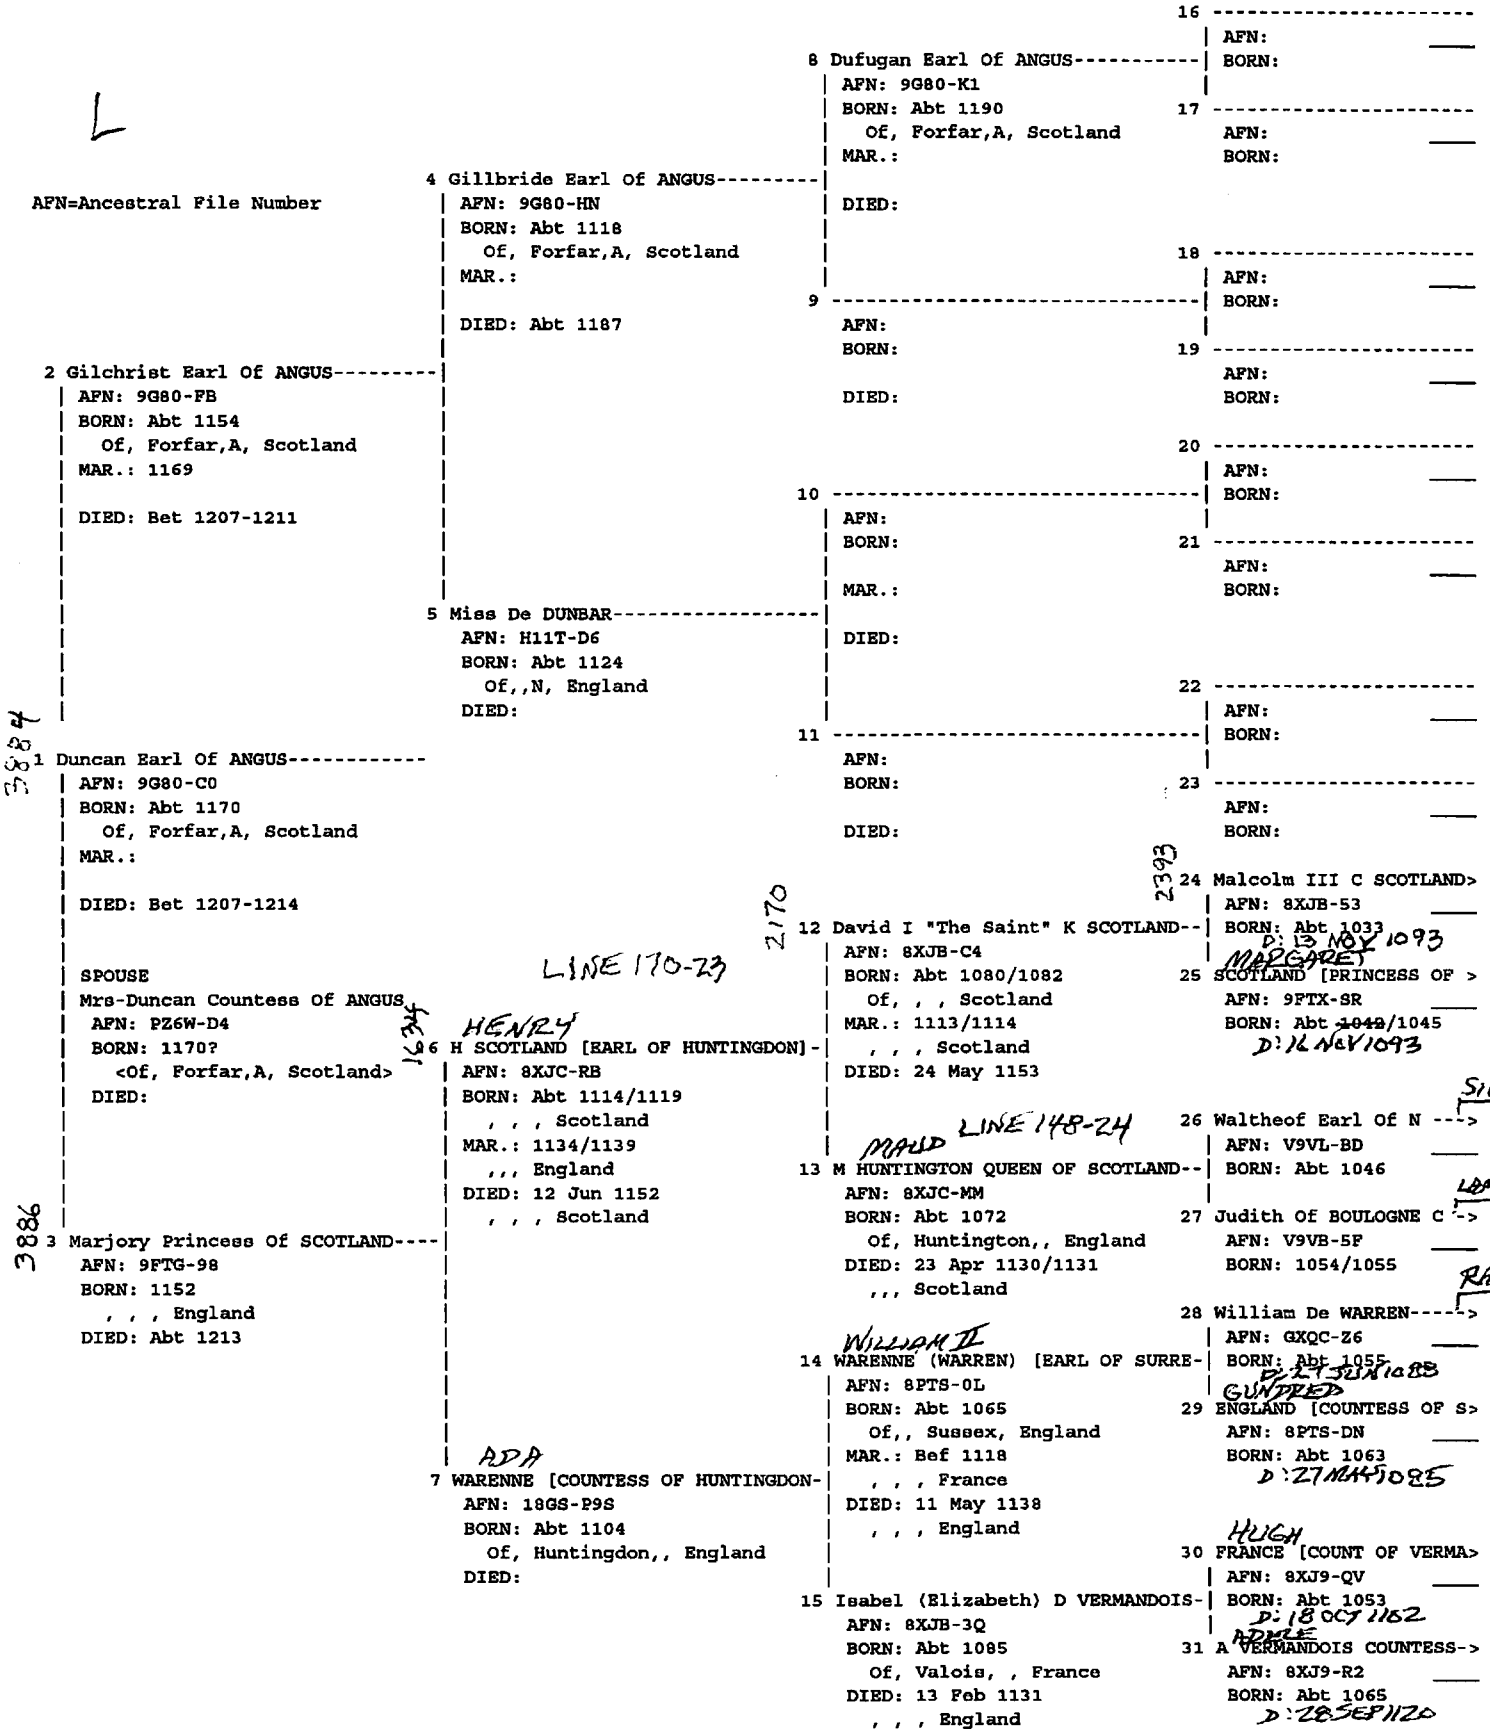 L
AFN=Ancestral File Number
3884
1 Duncan Earl Of ANGUS------------
AFN: 9G80-C0
BORN: Abt 1170
Of, Forfar,A, Scotland
MAR.:
DIED: Bet 1207-1214
SPOUSE
Mrs-Duncan Countess Of ANGUS
AFN: PZ6W-D4
BORN: 1170?
<Of, Forfar,A, Scotland>
DIED:
2 Gilchrist Earl Of ANGUS---------
AFN: 9G80-FB
BORN: Abt 1154
Of, Forfar,A, Scotland
MAR.: 1169
DIED: Bet 1207-1211
3886
3 Marjory Princess Of SCOTLAND----
AFN: 9FTG-98
BORN: 1152
, , , England
DIED: Abt 1213
4 Gillbride Earl Of ANGUS---------
AFN: 9G80-HN
BORN: Abt 1118
Of, Forfar,A, Scotland
MAR.:
DIED: Abt 1187
5 Miss De DUNBAR-----------------
AFN: H11T-D6
BORN: Abt 1124
Of,,N, England
DIED:
LINE 170-23
1634
HENRY
6 H SCOTLAND [EARL OF HUNTINGDON]-
AFN: 8XJC-RB
BORN: Abt 1114/1119
, , , Scotland
MAR.: 1134/1139
,,, England
DIED: 12 Jun 1152
, , , Scotland
ADA
7 WARENNE [COUNTESS OF HUNTINGDON-
AFN: 18GS-P9S
BORN: Abt 1104
Of, Huntingdon,, England
DIED:
8 Dufugan Earl Of ANGUS-----------
AFN: 9G80-K1
BORN: Abt 1190
Of, Forfar,A, Scotland
MAR.:
DIED:
9 ---------------------------------
AFN:
BORN:
DIED:
10 ---------------------------------
AFN:
BORN:
MAR.:
DIED:
11 ---------------------------------
AFN:
BORN:
DIED:
2170
12 David I "The Saint" K SCOTLAND--
AFN: 8XJB-C4
BORN: Abt 1080/1082
Of, , , Scotland
MAR.: 1113/1114
, , , Scotland
DIED: 24 May 1153
MAUD LINE 148-24
13 M HUNTINGTON QUEEN OF SCOTLAND--
AFN: 8XJC-MM
BORN: Abt 1072
Of, Huntington,, England
DIED: 23 Apr 1130/1131
,,, Scotland
WILLIAM II
14 WARENNE (WARREN) [EARL OF SURRE-
AFN: 8PTS-0L
BORN: Abt 1065
Of,, Sussex, England
MAR.: Bef 1118
, , , France
DIED: 11 May 1138
, , , England
15 Isabel (Elizabeth) D VERMANDOIS-
AFN: 8XJB-3Q
BORN: Abt 1085
Of, Valois, , France
DIED: 13 Feb 1131
, , , England
16 ----------------------
AFN:
BORN:
17 ----------------------
AFN:
BORN:
18 ----------------------
AFN:
BORN:
19 ----------------------
AFN:
BORN:
20 ----------------------
AFN:
BORN:
21 ----------------------
AFN:
BORN:
22 ----------------------
AFN:
BORN:
23 ----------------------
AFN:
BORN:
2393
24 Malcolm III C SCOTLAND>
AFN: 8XJB-53
BORN: Abt 1033
D: 13 NOV 1093
MARGARET
25 SCOTLAND [PRINCESS OF >
AFN: 9FTX-SR
BORN: Abt 1042/1045
D: 16 NOV 1093
26 Waltheof Earl Of N --->
AFN: V9VL-BD
BORN: Abt 1046
27 Judith Of BOULOGNE C -->
AFN: V9VB-5F
BORN: 1054/1055
28 William De WARREN----->
AFN: GXQC-Z6
BORN: Abt 1055
D: 27 JUN 1088
GUNDRED
29 ENGLAND [COUNTESS OF S>
AFN: 8PTS-DN
BORN: Abt 1063
D: 27 MAY 1085
HUGH
30 FRANCE [COUNT OF VERMA>
AFN: 8XJ9-QV
BORN: Abt 1053
D: 18 OCT 1102
31 A VERMANDOIS COUNTESS->
AFN: 8XJ9-R2
BORN: Abt 1065
D: 28 SEP 1120